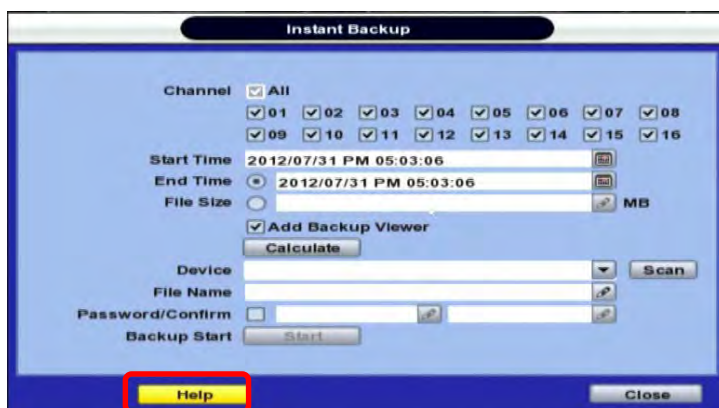 Instant Backup
Channel All
01 02 03 04 05 06 07 08
09 10 11 12 13 14 15 16
Start Time 2012/07/31 PM 05:03:06
End Time 2012/07/31 PM 05:03:06
File Size MB
Add Backup Viewer
Calculate
Device Scan
File Name
Password/Confirm
Backup Start Start
Help Close